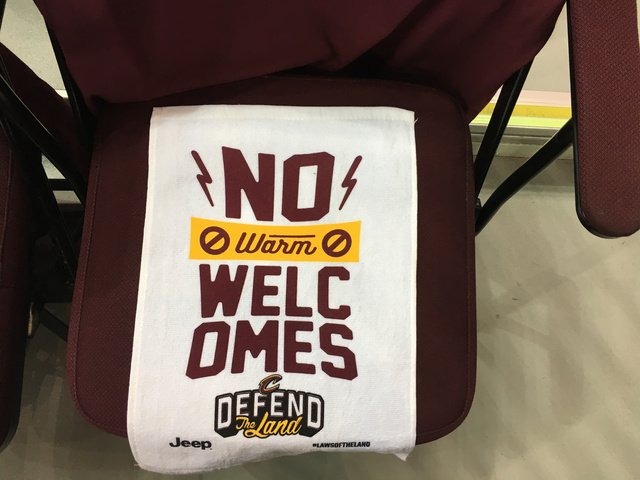 NO
Warm
WELC
OMES
C
DEFEND
The Land
Jeep
#LAWSOFTHELAND